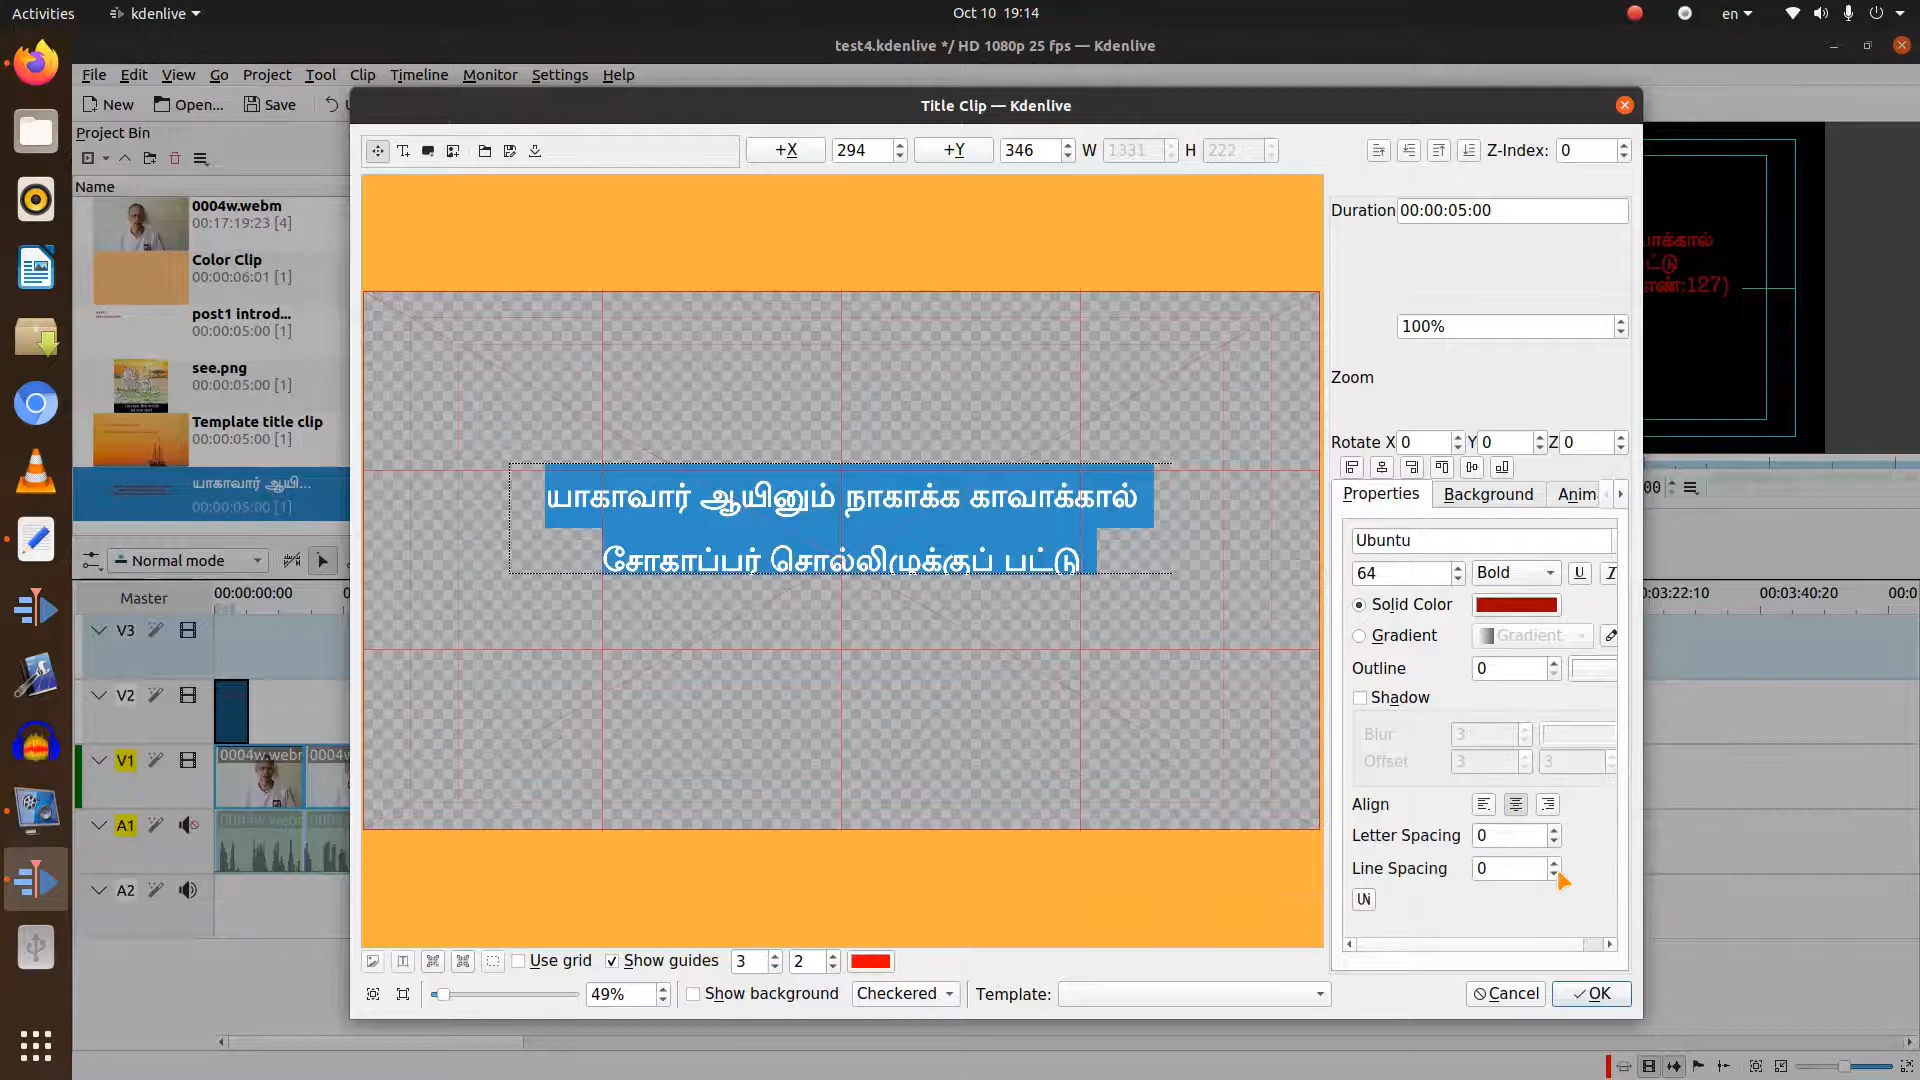 Activities
kdenlive
Oct 10 19:14
en
test4.kdenlive */ HD 1080p 25 fps — Kdenlive
File Edit View Go Project Tool Clip Timeline Monitor Settings Help
New Open... Save
Title Clip — Kdenlive
Project Bin
+X 294 +Y 346 W 1331 H 222 Z-Index: 0
Name
0004w.webm
00:17:19:23 [4]
Color Clip
00:00:06:01 [1]
post1 introd...
00:00:05:00 [1]
see.png
00:00:05:00 [1]
Template title clip
00:00:05:00 [1]
யாகாவார் ஆயி...
00:00:05:00 [1]
Normal mode
Master
00:00:00:00
V3
V2
V1
A1
A2
0004w.webr
0004w
யாகாவார் ஆயினும் நாகாக்க காவாக்கால்
சோகாப்பர் சொல்லிழுக்குப் பட்டு
Duration 00:00:05:00
100%
Zoom
Rotate X 0 Y 0 Z 0
Properties Background Anim
Ubuntu
64 Bold U I
Solid Color
Gradient Gradient
Outline 0
Shadow
Blur 3
Offset 3 3
Align
Letter Spacing 0
Line Spacing 0
Use grid Show guides 3 2
49% Show background Checkered Template:
Cancel OK
:127)
00
:03:22:10 00:03:40:20 00:0